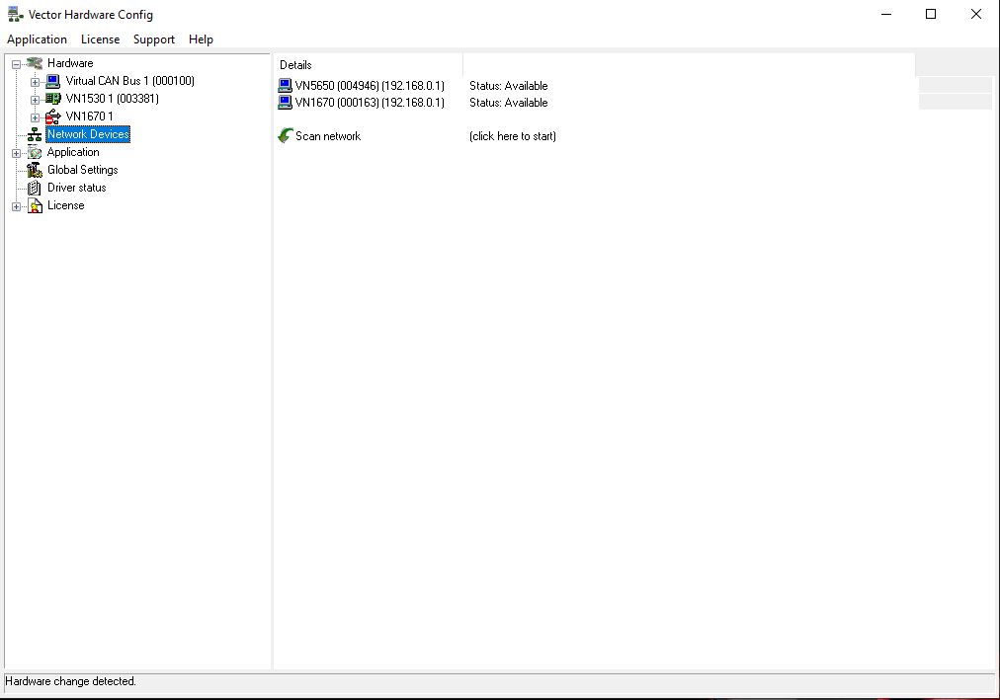 Vector Hardware Config
Application License Support Help
Hardware
Virtual CAN Bus 1 (000100)
VN1530 1 (003381)
VN1670 1
Network Devices
Application
Global Settings
Driver status
License
Details
VN5650 (004946) (192.168.0.1) Status: Available
VN1670 (000163) (192.168.0.1) Status: Available
Scan network (click here to start)
Hardware change detected.